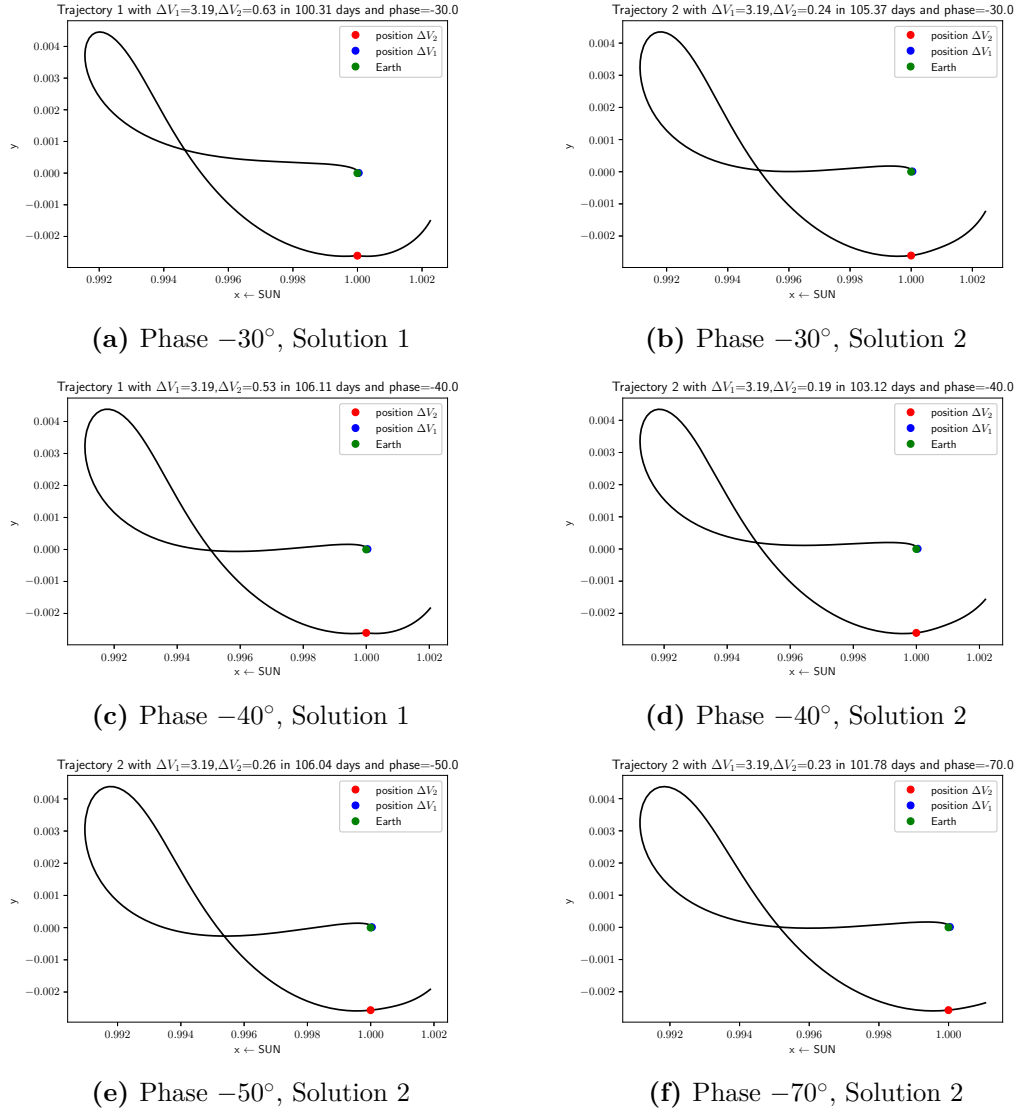 Trajectory 1 with ΔV₁=3.19,ΔV₂=0.63 in 100.31 days and phase=-30.0
position ΔV₂
position ΔV₁
Earth
0.004
0.003
0.002
0.001
0.000
−0.001
−0.002
y
0.992 0.994 0.996 0.998 1.000 1.002
x ← SUN
(a) Phase −30°, Solution 1
Trajectory 2 with ΔV₁=3.19,ΔV₂=0.24 in 105.37 days and phase=-30.0
position ΔV₂
position ΔV₁
Earth
0.004
0.003
0.002
0.001
0.000
−0.001
−0.002
y
0.992 0.994 0.996 0.998 1.000 1.002
x ← SUN
(b) Phase −30°, Solution 2
Trajectory 1 with ΔV₁=3.19,ΔV₂=0.53 in 106.11 days and phase=-40.0
position ΔV₂
position ΔV₁
Earth
0.004
0.003
0.002
0.001
0.000
−0.001
−0.002
y
0.992 0.994 0.996 0.998 1.000 1.002
x ← SUN
(c) Phase −40°, Solution 1
Trajectory 2 with ΔV₁=3.19,ΔV₂=0.19 in 103.12 days and phase=-40.0
position ΔV₂
position ΔV₁
Earth
0.004
0.003
0.002
0.001
0.000
−0.001
−0.002
y
0.992 0.994 0.996 0.998 1.000 1.002
x ← SUN
(d) Phase −40°, Solution 2
Trajectory 2 with ΔV₁=3.19,ΔV₂=0.26 in 106.04 days and phase=-50.0
position ΔV₂
position ΔV₁
Earth
0.004
0.003
0.002
0.001
0.000
−0.001
−0.002
y
0.992 0.994 0.996 0.998 1.000 1.002
x ← SUN
(e) Phase −50°, Solution 2
Trajectory 2 with ΔV₁=3.19,ΔV₂=0.23 in 101.78 days and phase=-70.0
position ΔV₂
position ΔV₁
Earth
0.004
0.003
0.002
0.001
0.000
−0.001
−0.002
y
0.992 0.994 0.996 0.998 1.000
x ← SUN
(f) Phase −70°, Solution 2